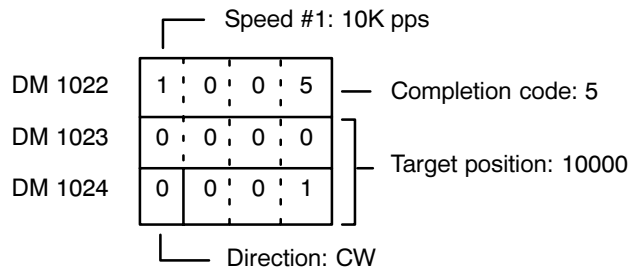 Speed #1: 10K pps
DM 1022 1 0 0 5 Completion code: 5
DM 1023 0 0 0 0
Target position: 10000
DM 1024 0 0 0 1
Direction: CW